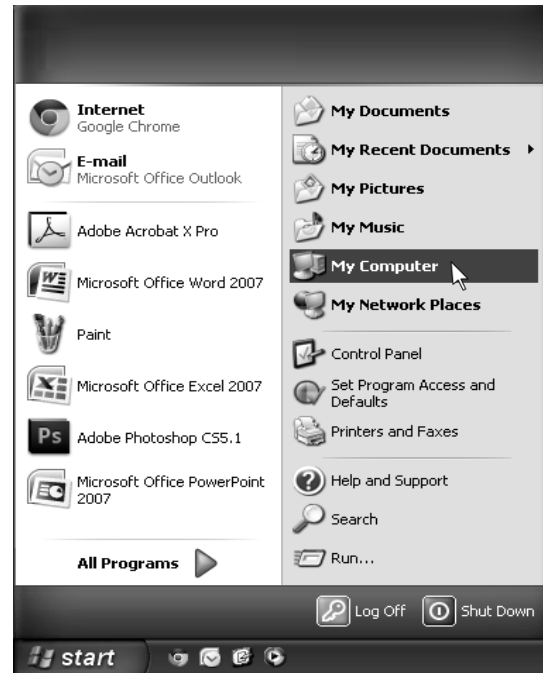 Internet
Google Chrome
E-mail
Microsoft Office Outlook
Adobe Acrobat X Pro
Microsoft Office Word 2007
Paint
Microsoft Office Excel 2007
Ps Adobe Photoshop CS5.1
Microsoft Office PowerPoint
2007
All Programs
My Documents
My Recent Documents
My Pictures
My Music
My Computer
My Network Places
Control Panel
Set Program Access and
Defaults
Printers and Faxes
Help and Support
Search
Run...
Log Off
Shut Down
start